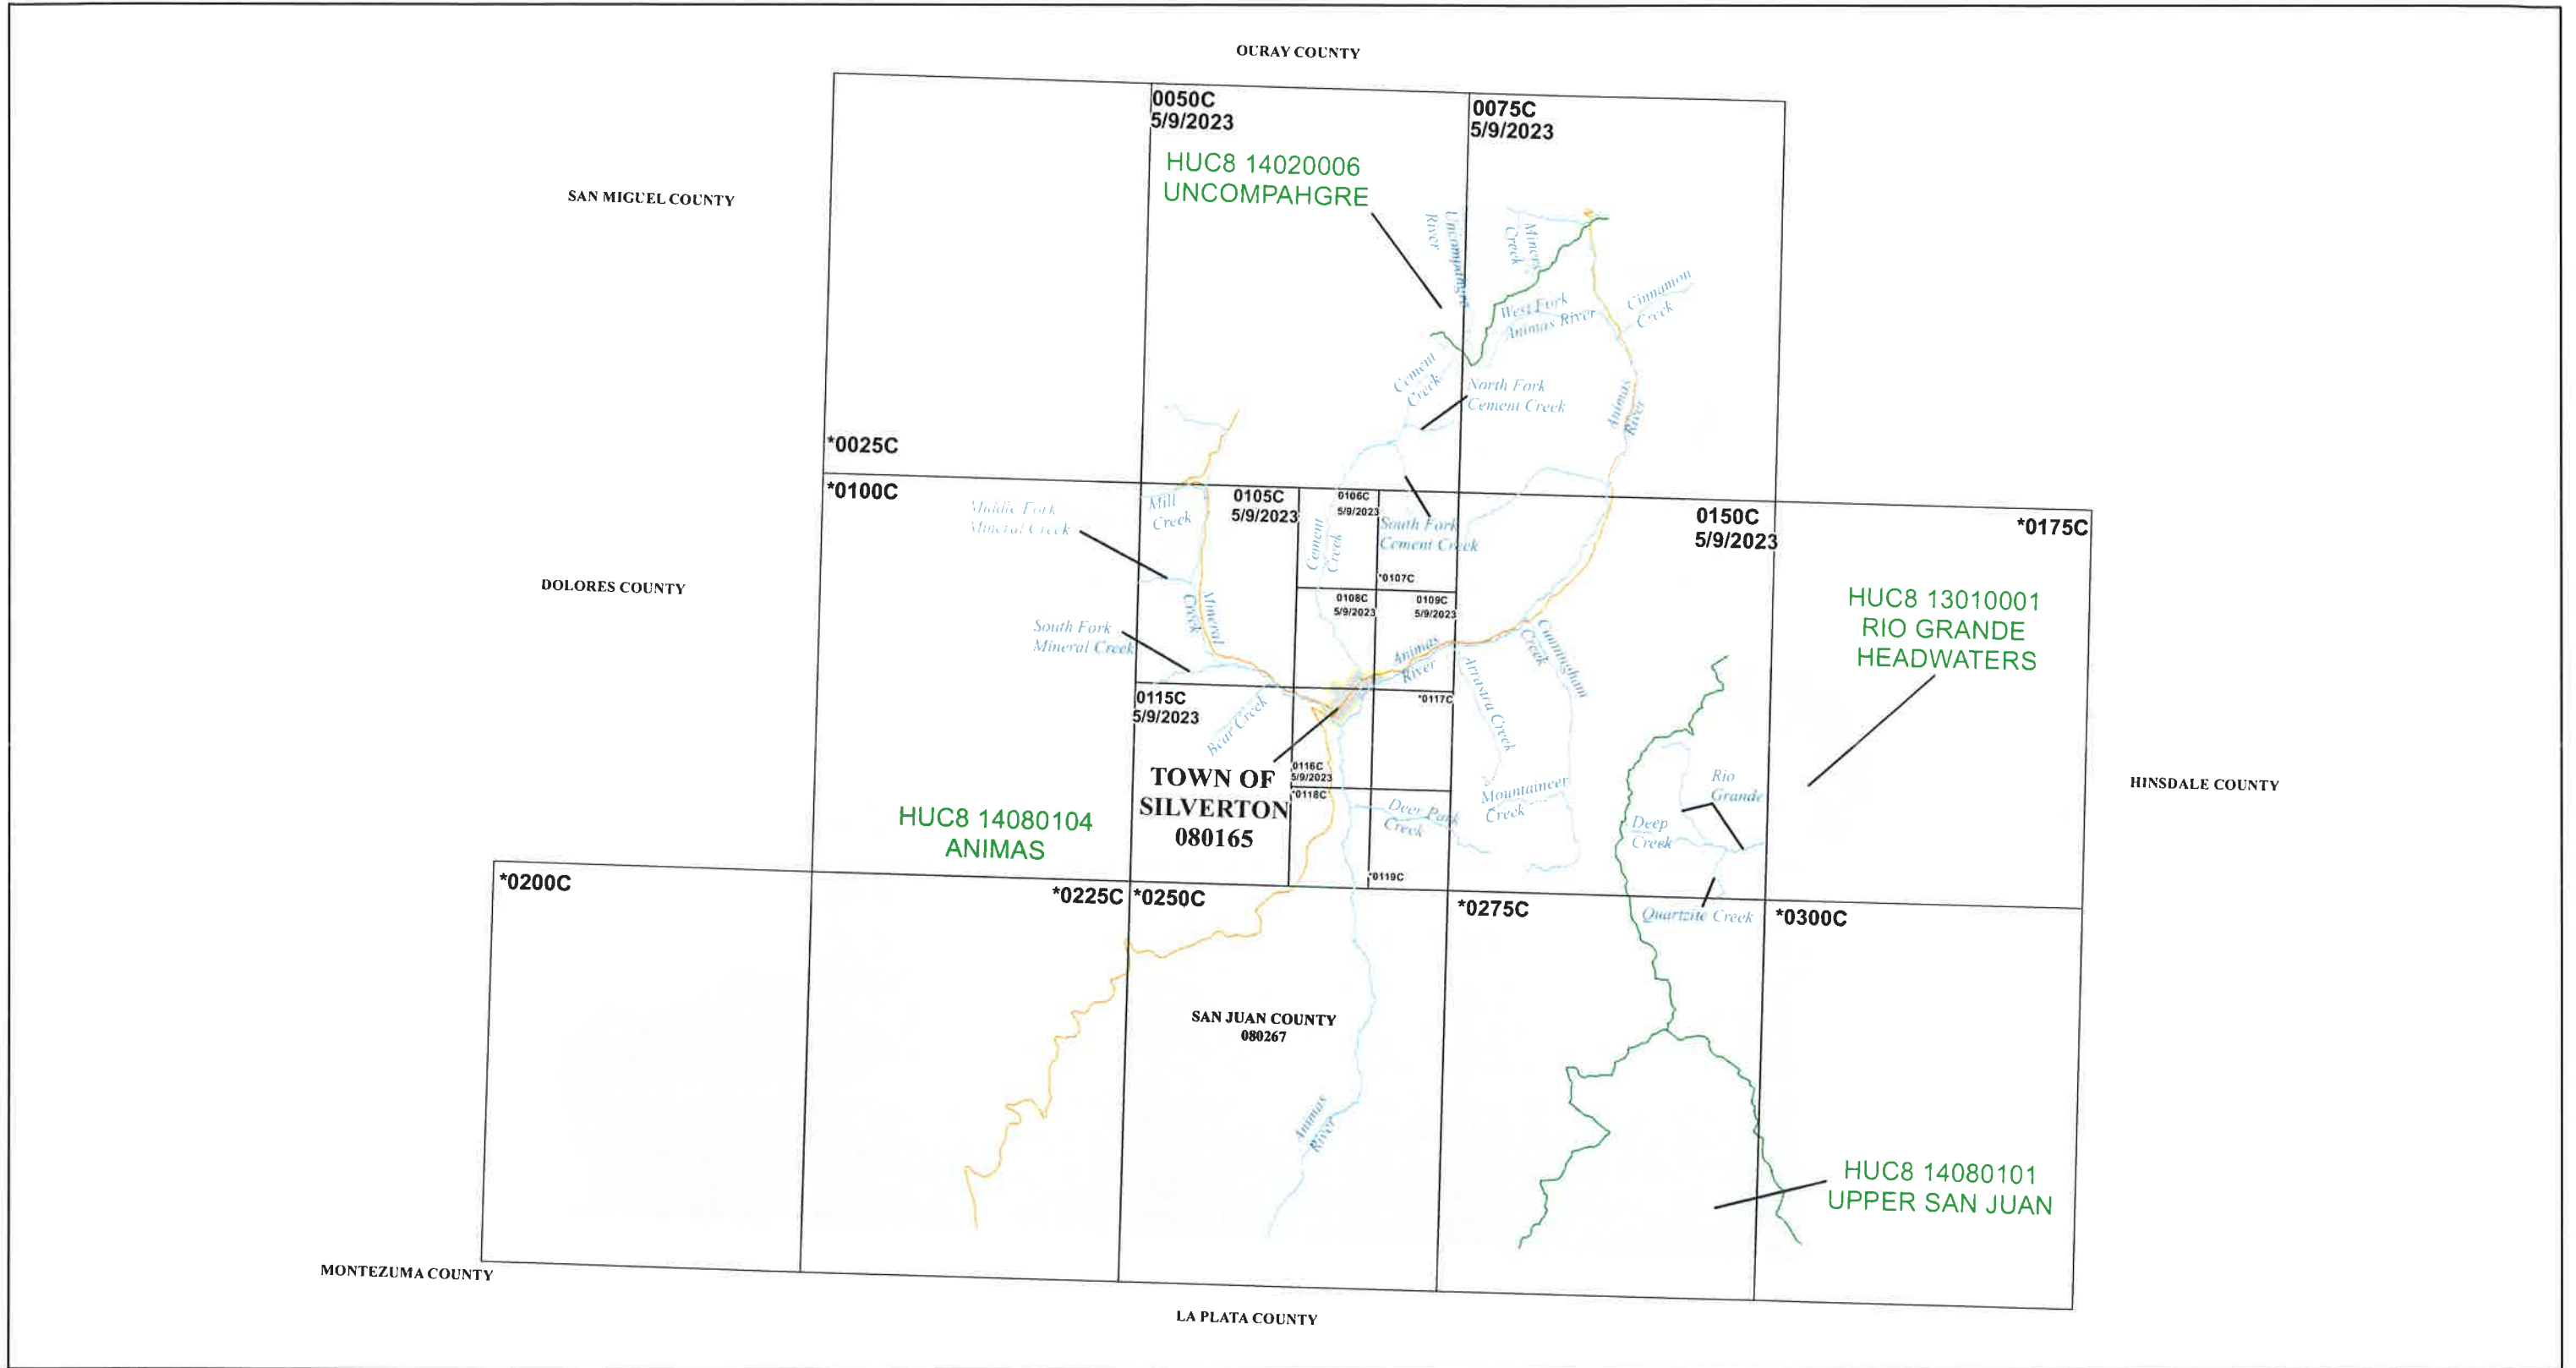 OURAY COUNTY
0050C
5/9/2023
0075C
5/9/2023
HUC8 14020006
UNCOMPAHGRE
SAN MIGUEL COUNTY
Uncompahgre
River
Miners
Creek
Cinnamon
Creek
West Fork
Animas River
Cement
Creek
North Fork
Cement Creek
Animas
River
*0025C
*0100C
Middle Fork
Mineral Creek
Mill
Creek
0105C
5/9/2023
0106C
5/9/2023
Cement
Creek
South Fork
Cement Creek
*0107C
0150C
5/9/2023
*0175C
DOLORES COUNTY
0108C
5/9/2023
0109C
5/9/2023
HUC8 13010001
RIO GRANDE
HEADWATERS
South Fork
Mineral Creek
Mineral
Creek
Animas
River
Cunningham
Creek
Arrastra Creek
0115C
5/9/2023
Bear Creek
*0117C
TOWN OF
SILVERTON
080165
0116C
5/9/2023
*0118C
Deer Park
Creek
Mountaineer
Creek
Rio
Grande
Deep
Creek
HINSDALE COUNTY
HUC8 14080104
ANIMAS
*0119C
*0200C
*0225C
*0250C
*0275C
Quartzite Creek
*0300C
SAN JUAN COUNTY
080267
Animas
River
HUC8 14080101
UPPER SAN JUAN
MONTEZUMA COUNTY
LA PLATA COUNTY